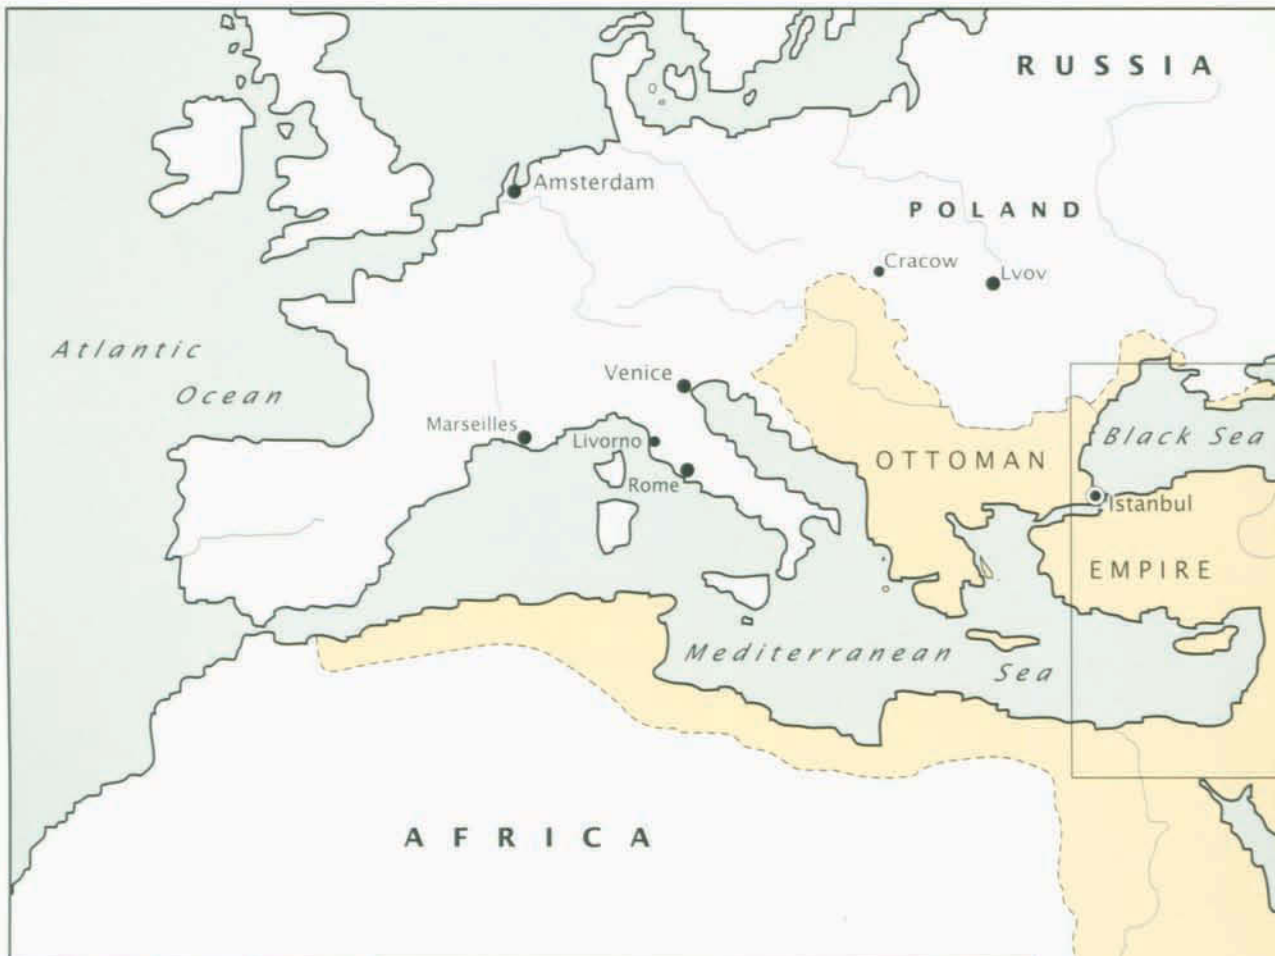 RUSSIA
Amsterdam
POLAND
Cracow
Lvov
Atlantic
Ocean
Venice
Marseilles
Livorno
Rome
OTTOMAN
Black Sea
Istanbul
EMPIRE
Mediterranean
Sea
AFRICA